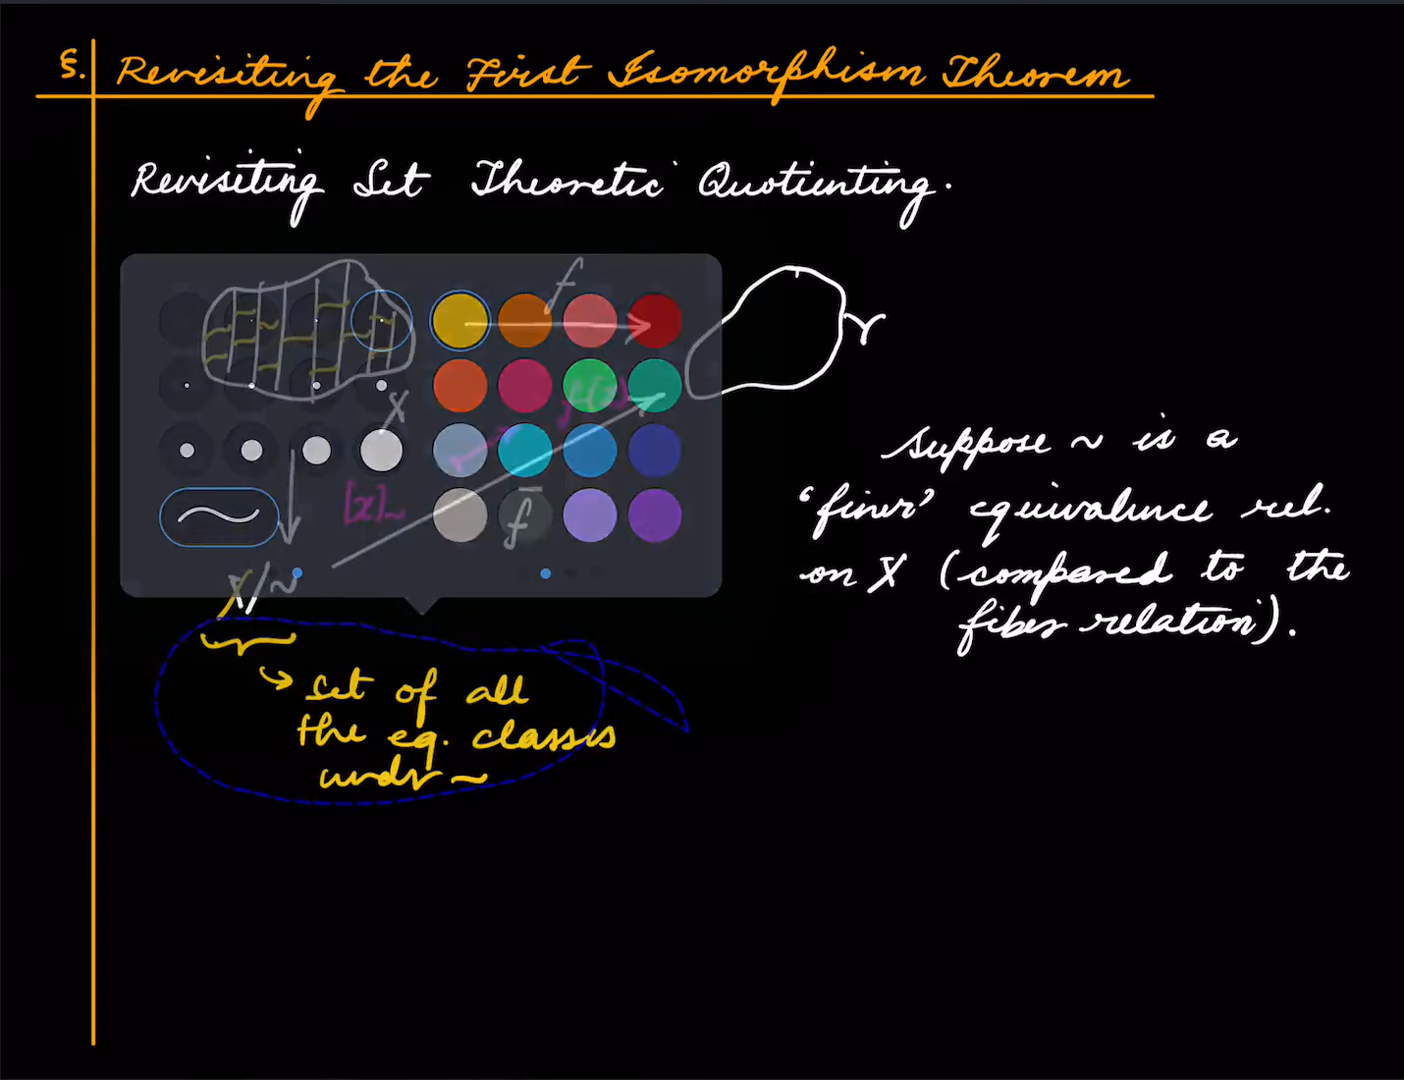 §. Revisiting the First Isomorphism Theorem
Revisiting Set Theoretic Quotienting.
f
Y
X
f(x)
[x]~
f̄
X/~
Suppose ~ is a
'finer' equivalence rel.
on X (compared to the
fiber relation).
↪ set of all
the eq. classes
under ~